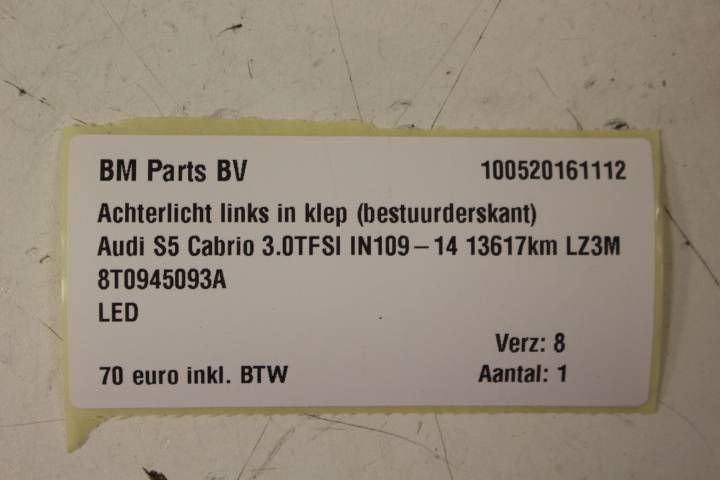 BM Parts BV 100520161112
Achterlicht links in klep (bestuurderskant)
Audi S5 Cabrio 3.0TFSI IN109 – 14 13617km LZ3M
8T0945093A
LED
Verz: 8
70 euro inkl. BTW Aantal: 1